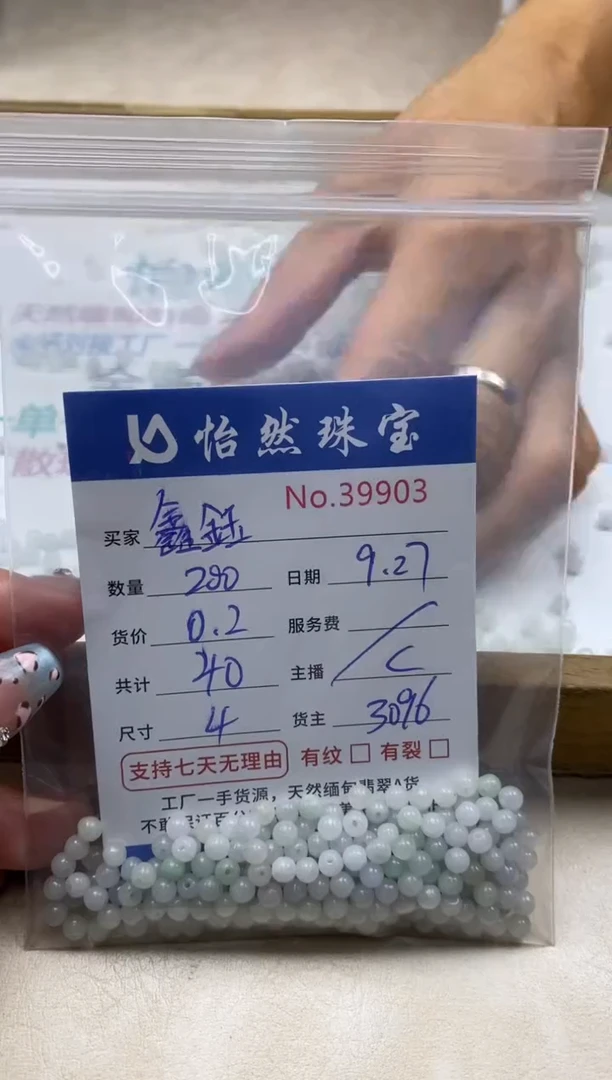 怡然珠宝
No.39903
买家 鑫鈺
数量 200 日期 9.27
货价 0.2 服务费
共计 40 主播 C
尺寸 4 货主 3096
支持七天无理由 有纹 有裂
工厂一手货源，天然缅甸翡翠A货